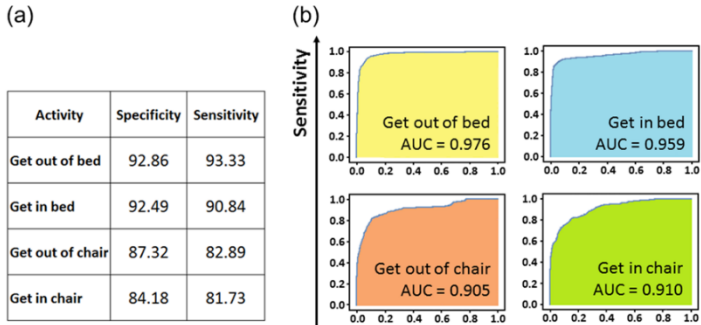 (a)
Activity Specificity Sensitivity
Get out of bed 92.86 93.33
Get in bed 92.49 90.84
Get out of chair 87.32 82.89
Get in chair 84.18 81.73
(b)
Sensitivity
1.0
0.8
0.6
0.4
0.2
0.0
0.0 0.2 0.4 0.6 0.8 1.0
Get out of bed
AUC = 0.976
1.0
0.8
0.6
0.4
0.2
0.0
0.0 0.2 0.4 0.6 0.8 1.0
Get in bed
AUC = 0.959
1.0
0.8
0.6
0.4
0.2
0.0
0.0 0.2 0.4 0.6 0.8 1.0
Get out of chair
AUC = 0.905
1.0
0.8
0.6
0.4
0.2
0.0
0.0 0.2 0.4 0.6 0.8 1.0
Get in chair
AUC = 0.910